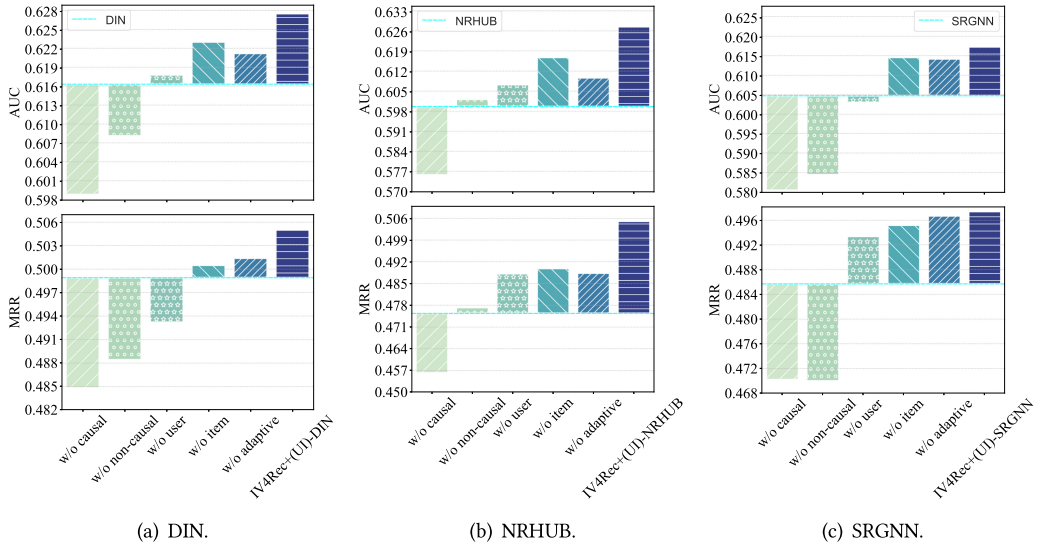 DIN
AUC
0.628
0.625
0.622
0.619
0.616
0.613
0.610
0.607
0.604
0.601
0.598
MRR
0.506
0.503
0.500
0.497
0.494
0.491
0.488
0.485
0.482
w/o causal
w/o non-causal
w/o user
w/o item
w/o adaptive
IV4Rec+(UI)-DIN
(a) DIN.
NRHUB
AUC
0.633
0.626
0.619
0.612
0.605
0.598
0.591
0.584
0.577
0.570
MRR
0.506
0.499
0.492
0.485
0.478
0.471
0.464
0.457
0.450
w/o causal
w/o non-causal
w/o user
w/o item
w/o adaptive
IV4Rec+(UI)-NRHUB
(b) NRHUB.
SRGNN
AUC
0.625
0.620
0.615
0.610
0.605
0.600
0.595
0.590
0.585
0.580
MRR
0.496
0.492
0.488
0.484
0.480
0.476
0.472
0.468
w/o causal
w/o non-causal
w/o user
w/o item
w/o adaptive
IV4Rec+(UI)-SRGNN
(c) SRGNN.